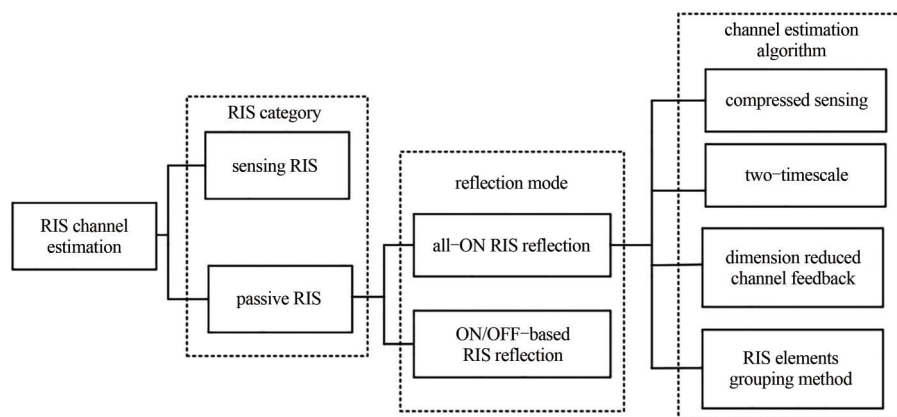 RIS channel
estimation
RIS category
sensing RIS
passive RIS
reflection mode
all-ON RIS reflection
ON/OFF-based
RIS reflection
channel estimation
algorithm
compressed sensing
two-timescale
dimension reduced
channel feedback
RIS elements
grouping method